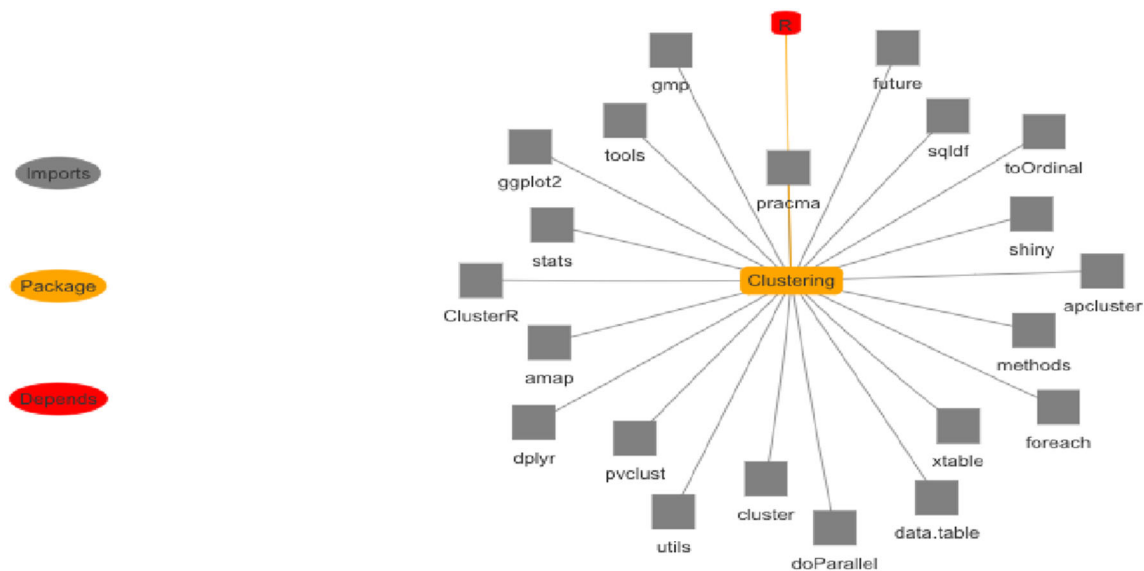 R
gmp
future
tools
sqldf
toOrdinal
Imports
ggplot2
pracma
stats
shiny
Package
Clustering
ClusterR
apcluster
amap
methods
Depends
dplyr
pvclust
xtable
foreach
cluster
data.table
utils
doParallel